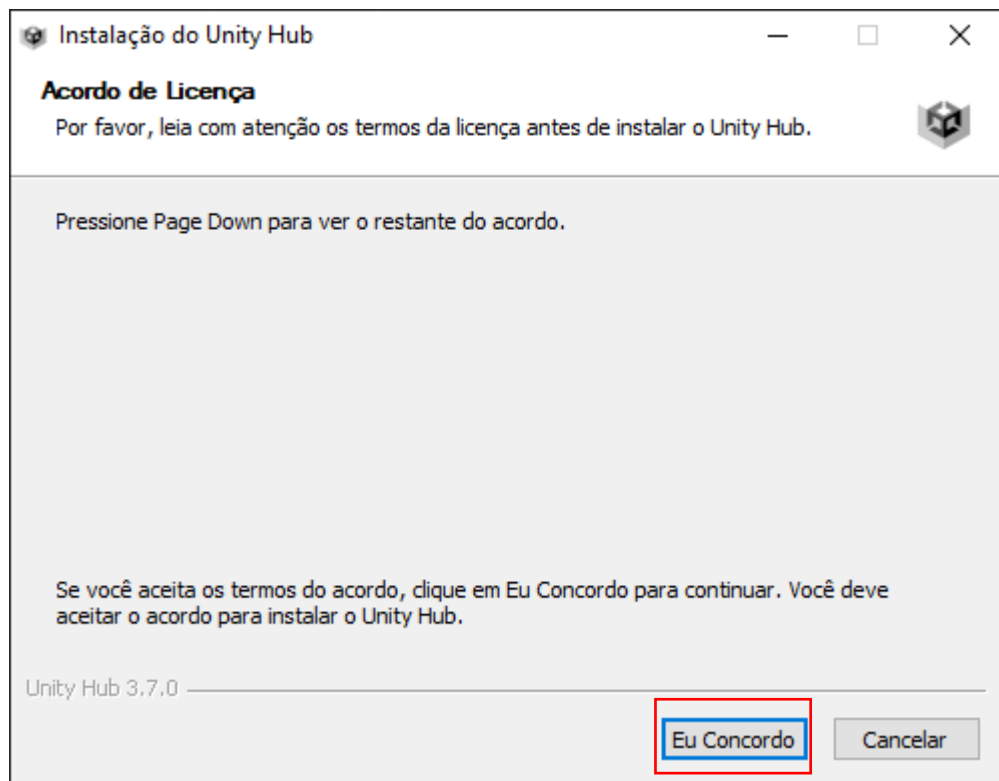 Instalação do Unity Hub
Acordo de Licença
Por favor, leia com atenção os termos da licença antes de instalar o Unity Hub.
Pressione Page Down para ver o restante do acordo.
Se você aceita os termos do acordo, clique em Eu Concordo para continuar. Você deve
aceitar o acordo para instalar o Unity Hub.
Unity Hub 3.7.0
Eu Concordo
Cancelar